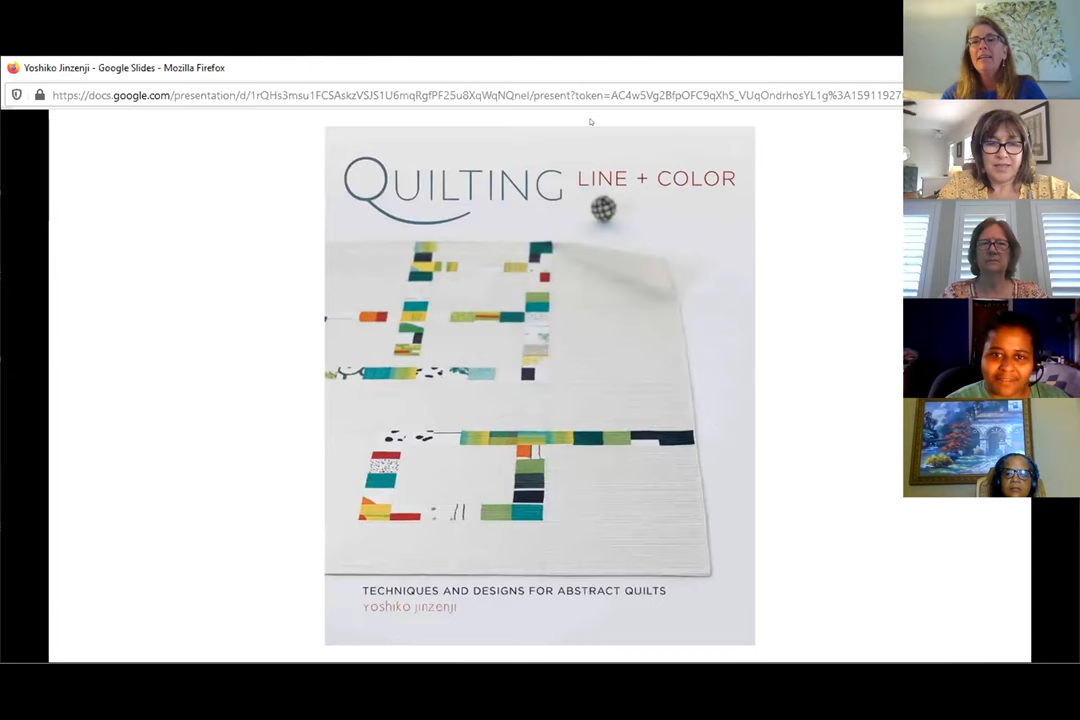 Yoshiko Jinzenji - Google Slides - Mozilla Firefox
https://docs.google.com/presentation/d/1rQHs3msu1FCSAskzVSJS1U6mqRgfPF25u8XqWqNQneI/present?token=AC4w5Vg2BfpOFC9qXhS_VUqOndrhosYL1g%3A1591192
QUILTING LINE + COLOR
TECHNIQUES AND DESIGNS FOR ABSTRACT QUILTS
Yoshiko Jinzenji